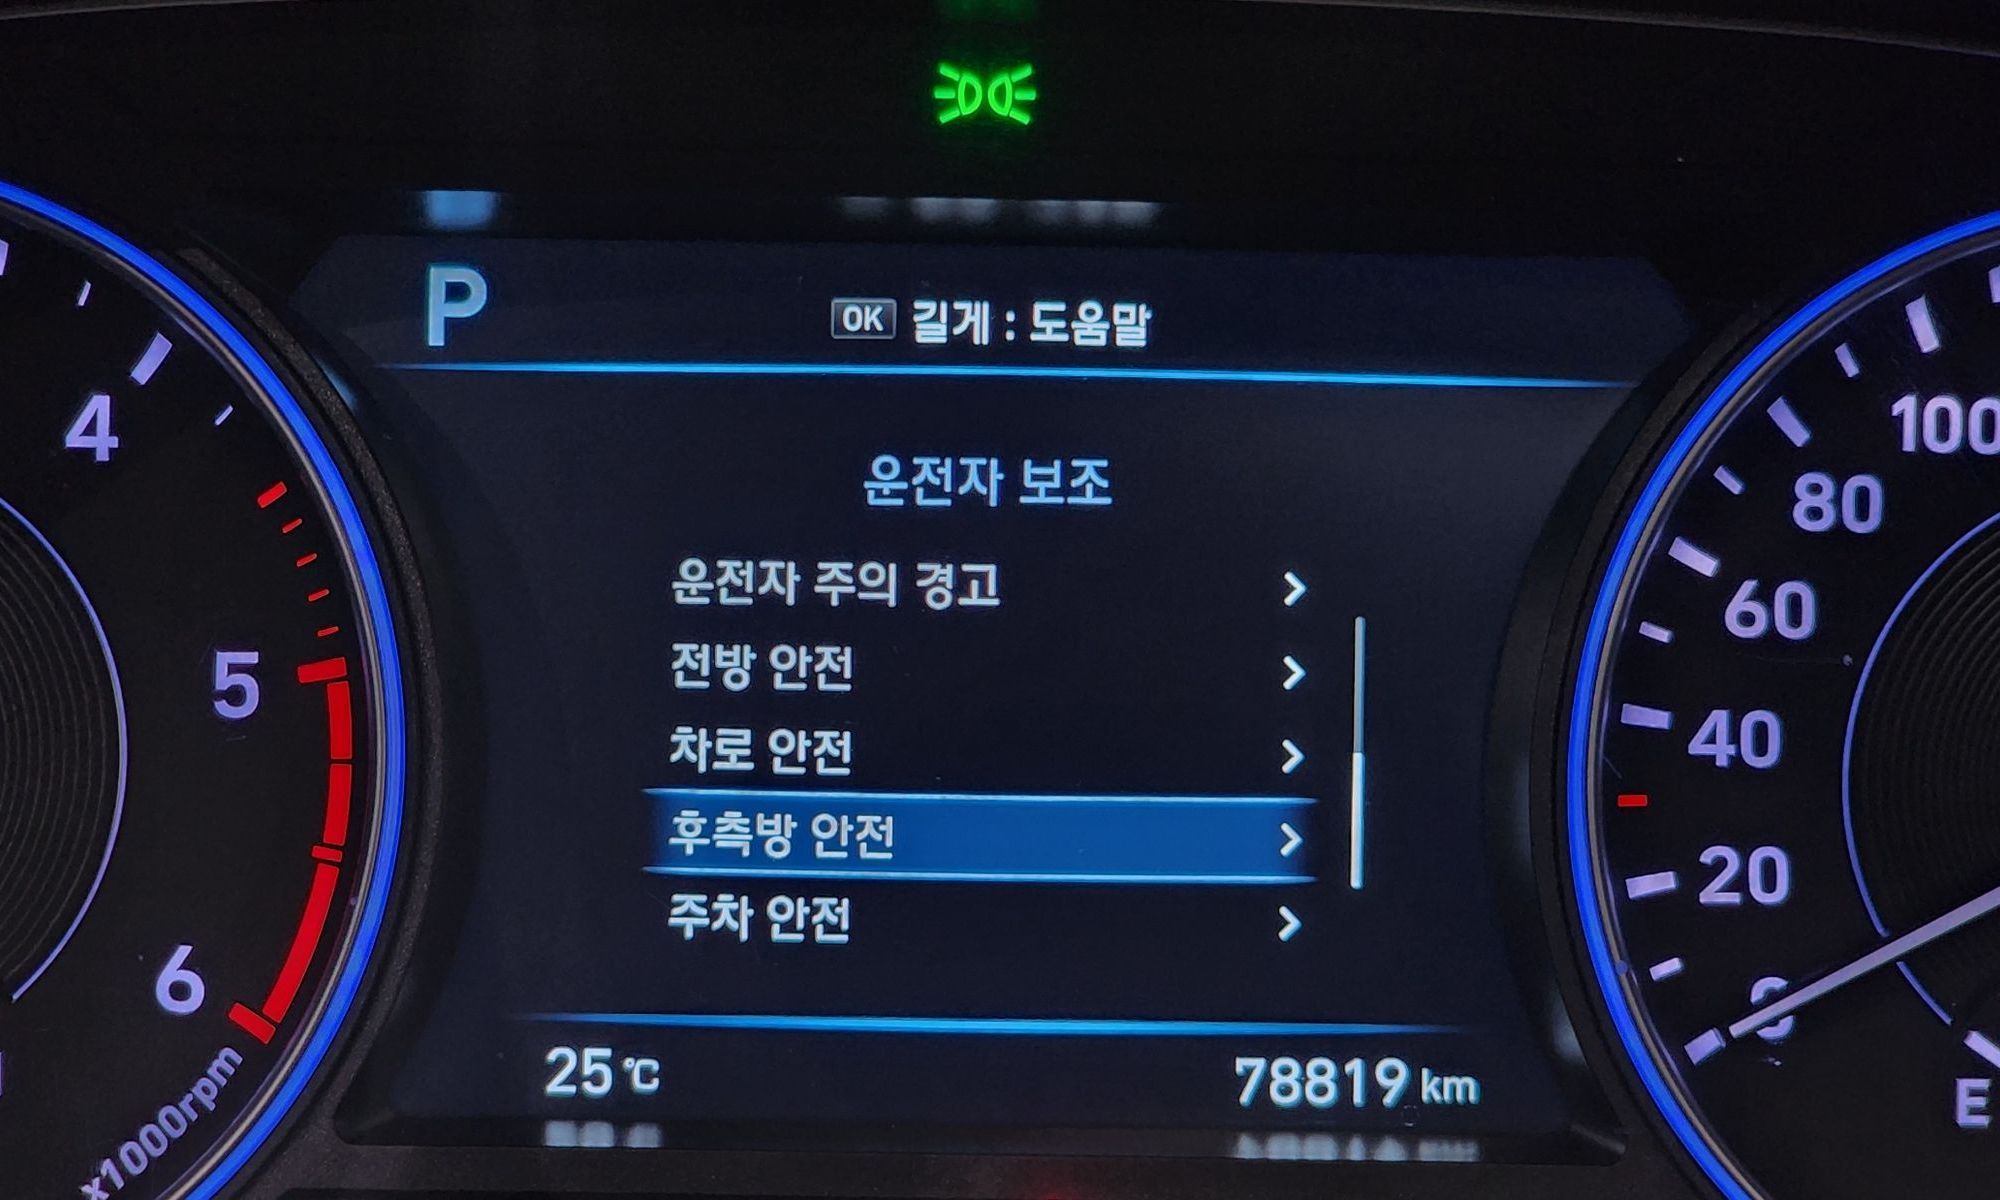 P
OK 길게 : 도움말
운전자 보조
운전자 주의 경고
전방 안전
차로 안전
후측방 안전
주차 안전
25 ℃
78819 km
4
5
6
x1000rpm
100
80
60
40
20
0
E